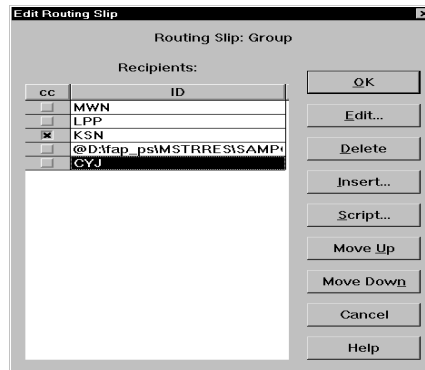 Edit Routing Slip
Routing Slip: Group
Recipients:
cc ID
MWN
LPP
KSN
@D:\fap_ps\MSTRRES\SAMP
CYJ
OK
Edit...
Delete
Insert...
Script...
Move Up
Move Down
Cancel
Help